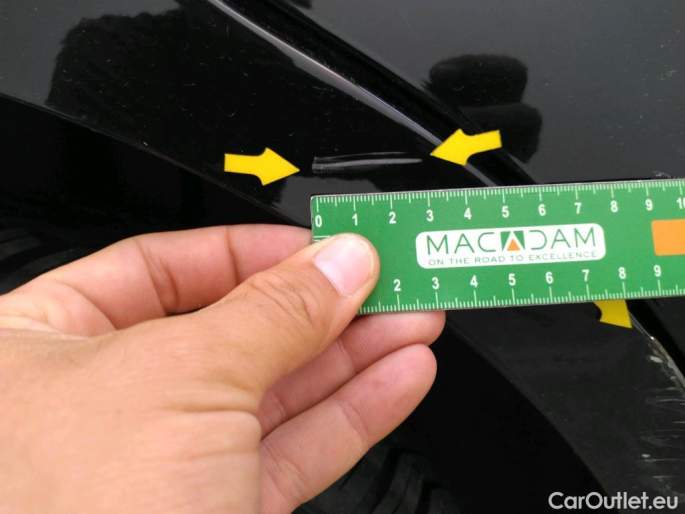 0 1 2 3 4 5 6 7 8 9 10
MACADAM
ON THE ROAD TO EXCELLENCE
2 3 4 5 6 7 8 9
CarOutlet.eu